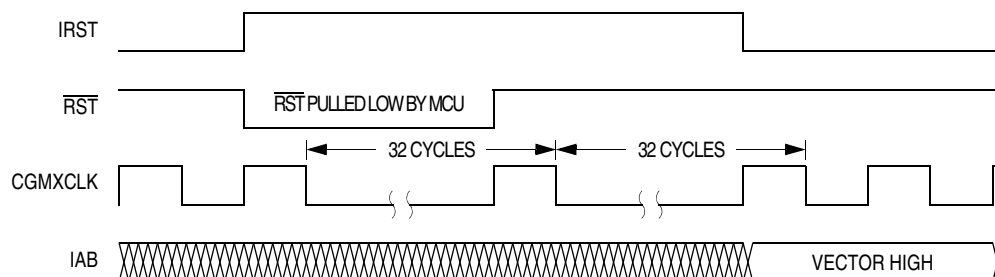 IRST
RST
RST PULLED LOW BY MCU
32 CYCLES
32 CYCLES
CGMXCLK
IAB
VECTOR HIGH